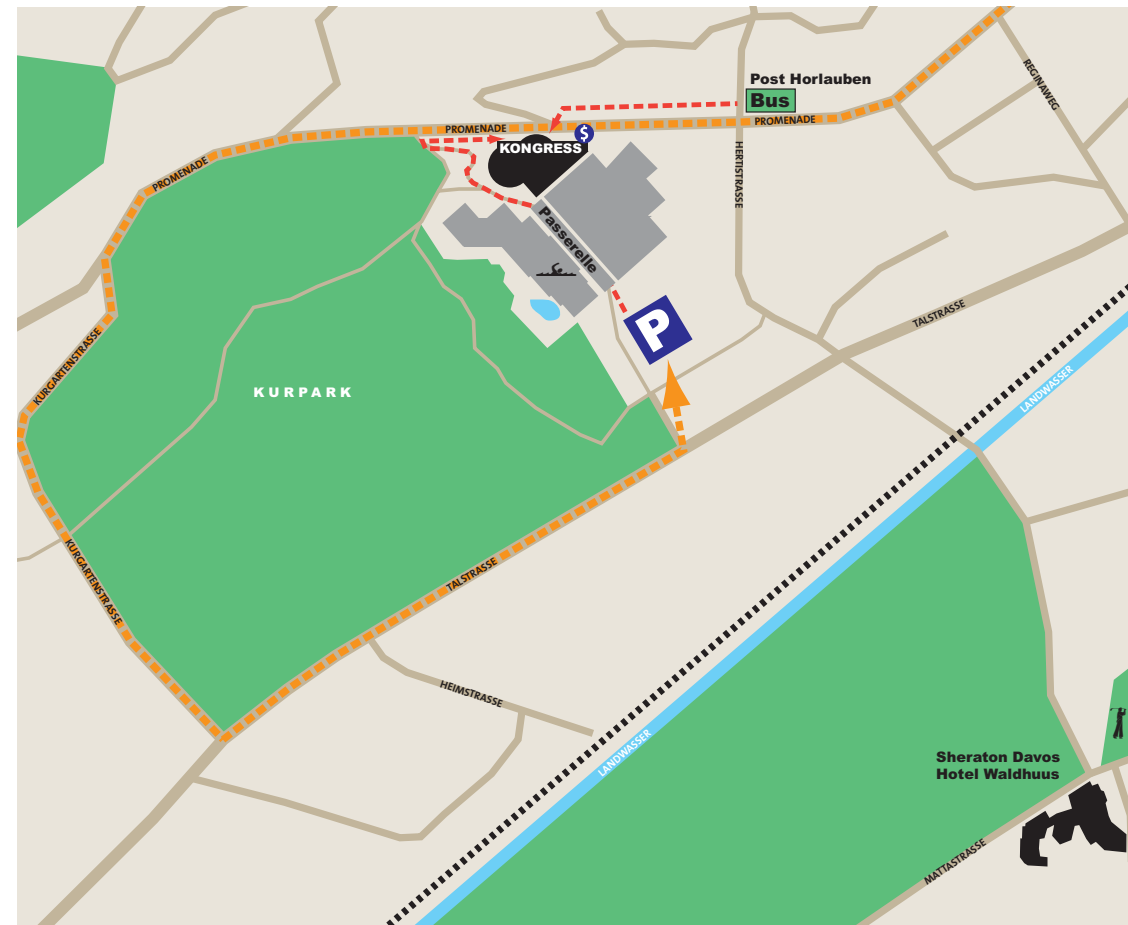 Post Horlauben
Bus
REGINAWEG
PROMENADE
PROMENADE
$
KONGRESS
HERTISTRASSE
PROMENADE
Passerelle
P
TALSTRASSE
KURGARTENSTRASSE
KURPARK
LANDWASSER
KURGARTENSTRASSE
TALSTRASSE
HEIMSTRASSE
LANDWASSER
Sheraton Davos
Hotel Waldhuus
MATTASTRASSE